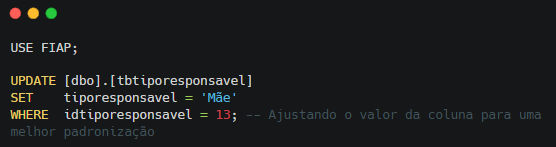 USE FIAP;
UPDATE [dbo].[tbtiporesponsavel]
SET    tiporesponsavel = 'Mãe'
WHERE  idtiporesponsavel = 13; -- Ajustando o valor da coluna para uma
melhor padronização